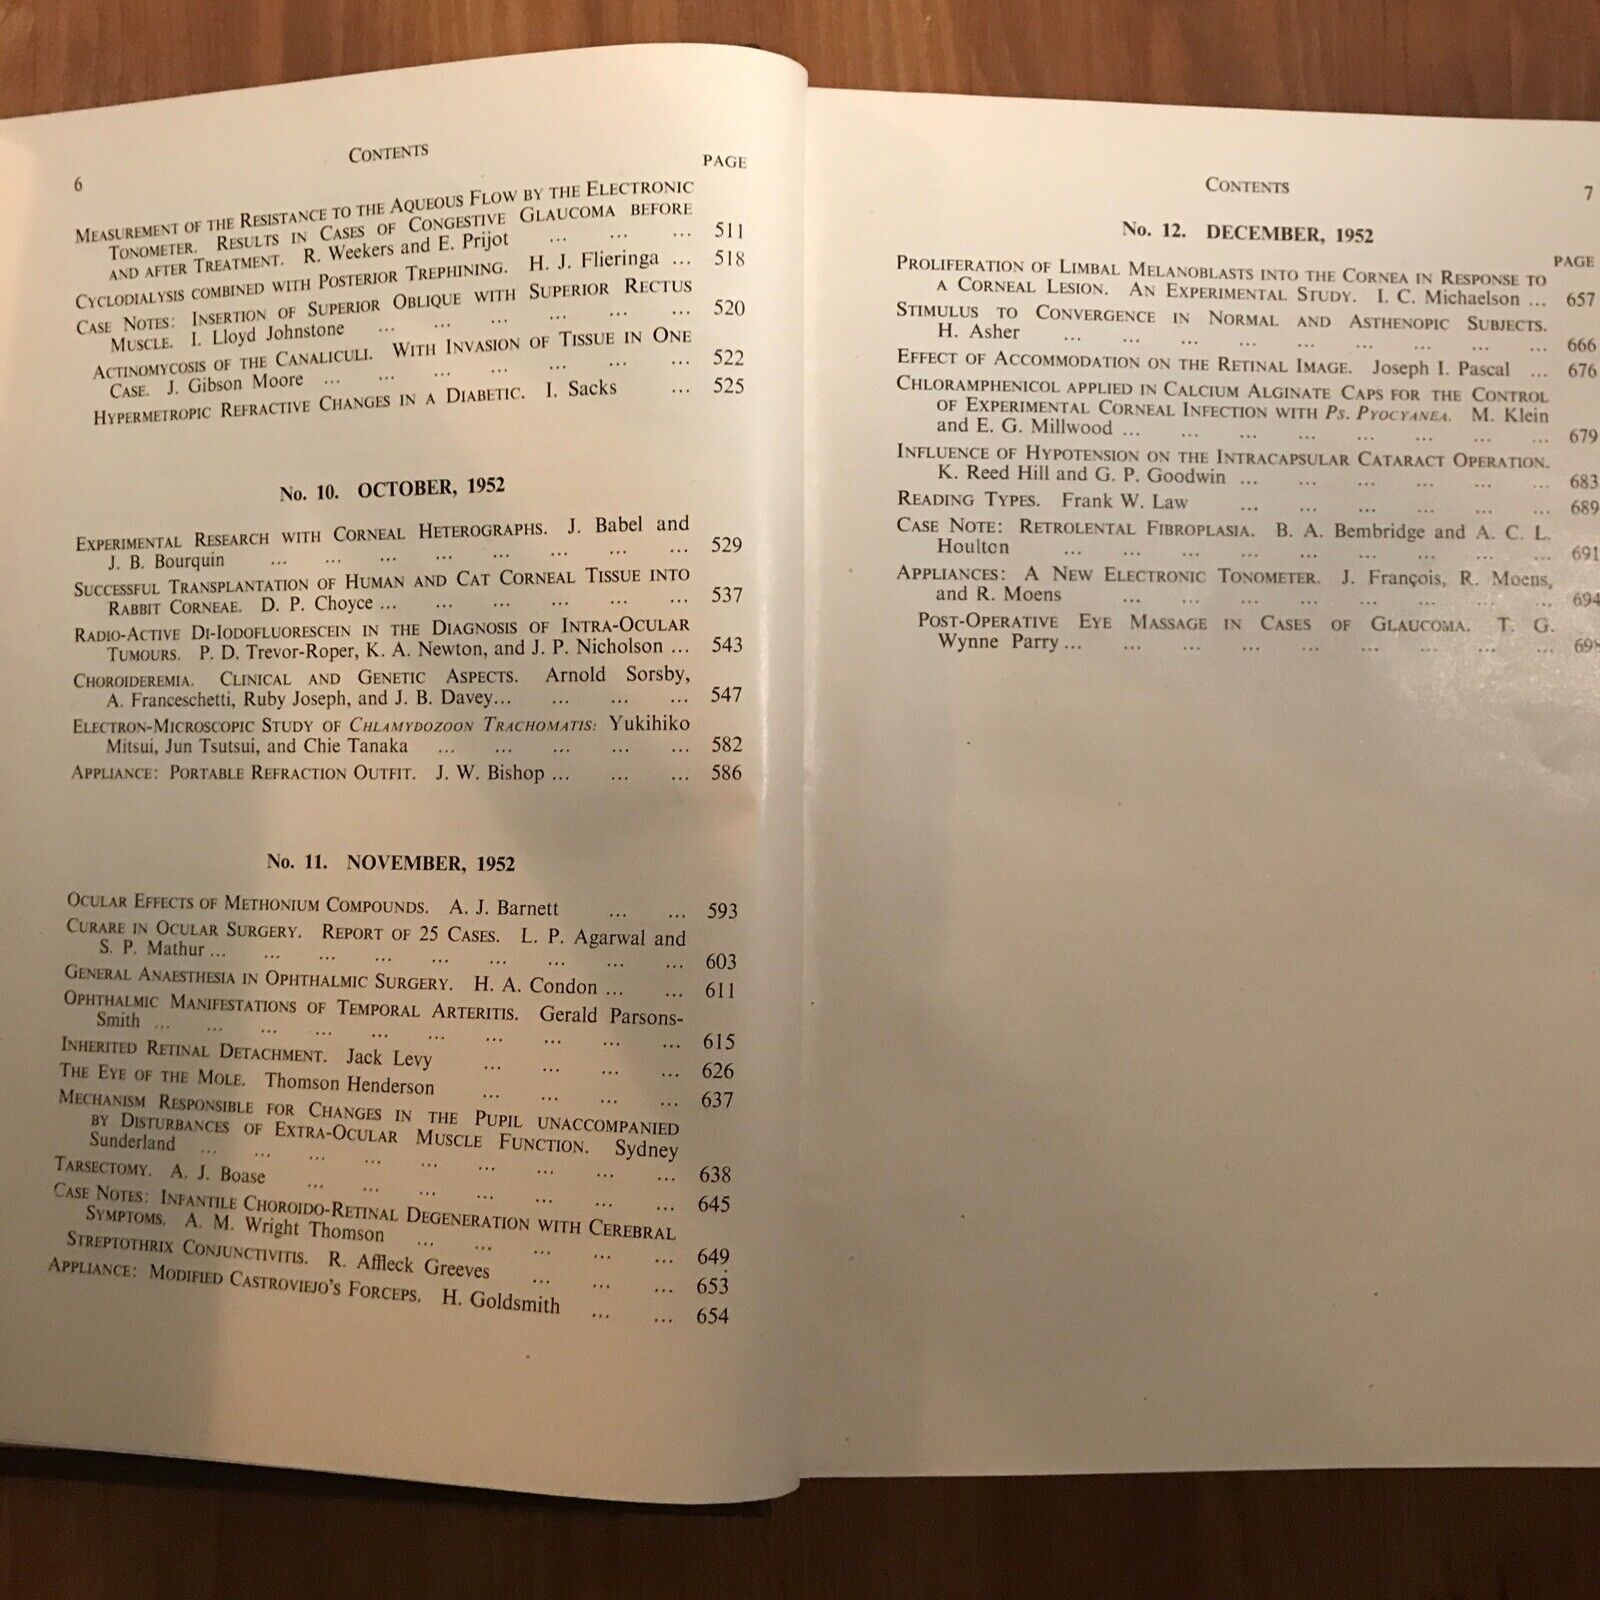 CONTENTS
6
PAGE
MEASUREMENT OF THE RESISTANCE TO THE AQUEOUS FLOW BY THE ELECTRONIC
TONOMETER. RESULTS IN CASES OF CONGESTIVE GLAUCOMA BEFORE
AND AFTER TREATMENT. R. Weekers and E. Prijot ... ... ... 511
CYCLODIALYSIS COMBINED WITH POSTERIOR TREPHINING. H. J. Flieringa ... 518
CASE NOTES: INSERTION OF SUPERIOR OBLIQUE WITH SUPERIOR RECTUS
MUSCLE. I. Lloyd Johnstone ... ... ... ... ... ... 520
ACTINOMYCOSIS OF THE CANALICULI. WITH INVASION OF TISSUE IN ONE
CASE. J. Gibson Moore ... ... ... ... ... ... ... 522
HYPERMETROPIC REFRACTIVE CHANGES IN A DIABETIC. I. Sacks ... 525
No. 10. OCTOBER, 1952
EXPERIMENTAL RESEARCH WITH CORNEAL HETEROGRAPHS. J. Babel and
J. B. Bourquin ... ... ... ... ... ... ... ... 529
SUCCESSFUL TRANSPLANTATION OF HUMAN AND CAT CORNEAL TISSUE INTO
RABBIT CORNEAE. D. P. Choyce ... ... ... ... ... ... 537
RADIO-ACTIVE DI-IODOFLUORESCEIN IN THE DIAGNOSIS OF INTRA-OCULAR
TUMOURS. P. D. Trevor-Roper, K. A. Newton, and J. P. Nicholson ... 543
CHOROIDEREMIA. CLINICAL AND GENETIC ASPECTS. Arnold Sorsby,
A. Franceschetti, Ruby Joseph, and J. B. Davey... ... ... ... 547
ELECTRON-MICROSCOPIC STUDY OF CHLAMYDOZOON TRACHOMATIS: Yukihiko
Mitsui, Jun Tsutsui, and Chie Tanaka ... ... ... ... ... 582
APPLIANCE: PORTABLE REFRACTION OUTFIT. J. W. Bishop ... ... ... 586
No. 11. NOVEMBER, 1952
OCULAR EFFECTS OF METHONIUM COMPOUNDS. A. J. Barnett ... ... 593
CURARE IN OCULAR SURGERY. REPORT OF 25 CASES. L. P. Agarwal and
S. P. Mathur ... ... ... ... ... ... ... ... ... 603
GENERAL ANAESTHESIA IN OPHTHALMIC SURGERY. H. A. Condon ... ... 611
OPHTHALMIC MANIFESTATIONS OF TEMPORAL ARTERITIS. Gerald Parsons-
Smith ... ... ... ... ... ... ... ... ... ... 615
INHERITED RETINAL DETACHMENT. Jack Levy ... ... ... ... 626
THE EYE OF THE MOLE. Thomson Henderson ... ... ... ... 637
MECHANISM RESPONSIBLE FOR CHANGES IN THE PUPIL UNACCOMPANIED
BY DISTURBANCES OF EXTRA-OCULAR MUSCLE FUNCTION. Sydney
Sunderland ... ... ... ... ... ... ... ... ... 638
TARSECTOMY. A. J. Boase ... ... ... ... ... ... ... 645
CASE NOTES: INFANTILE CHOROIDO-RETINAL DEGENERATION WITH CEREBRAL
SYMPTOMS. A. M. Wright Thomson ... ... ... ... ... 649
STREPTOTHRIX CONJUNCTIVITIS. R. Affleck Greeves ... ... ... 653
APPLIANCE: MODIFIED CASTROVIEJO'S FORCEPS. H. Goldsmith ... ... 654
CONTENTS
7
No. 12. DECEMBER, 1952
PAGE
PROLIFERATION OF LIMBAL MELANOBLASTS INTO THE CORNEA IN RESPONSE TO
A CORNEAL LESION. AN EXPERIMENTAL STUDY. I. C. Michaelson ... 657
STIMULUS TO CONVERGENCE IN NORMAL AND ASTHENOPIC SUBJECTS.
H. Asher ... ... ... ... ... ... ... ... ... 666
EFFECT OF ACCOMMODATION ON THE RETINAL IMAGE. Joseph I. Pascal ... 676
CHLORAMPHENICOL APPLIED IN CALCIUM ALGINATE CAPS FOR THE CONTROL
OF EXPERIMENTAL CORNEAL INFECTION WITH PS. PYOCYANEA. M. Klein
and E. G. Millwood ... ... ... ... ... ... ... ... 679
INFLUENCE OF HYPOTENSION ON THE INTRACAPSULAR CATARACT OPERATION.
K. Reed Hill and G. P. Goodwin ... ... ... ... ... ... 683
READING TYPES. Frank W. Law ... ... ... ... ... ... 689
CASE NOTE: RETROLENTAL FIBROPLASIA. B. A. Bembridge and A. C. L.
Houlton ... ... ... ... ... ... ... ... ... 691
APPLIANCES: A NEW ELECTRONIC TONOMETER. J. François, R. Moens,
and R. Moens ... ... ... ... ... ... ... ... 694
POST-OPERATIVE EYE MASSAGE IN CASES OF GLAUCOMA. T. G.
Wynne Parry ... ... ... ... ... ... ... ... ... 698